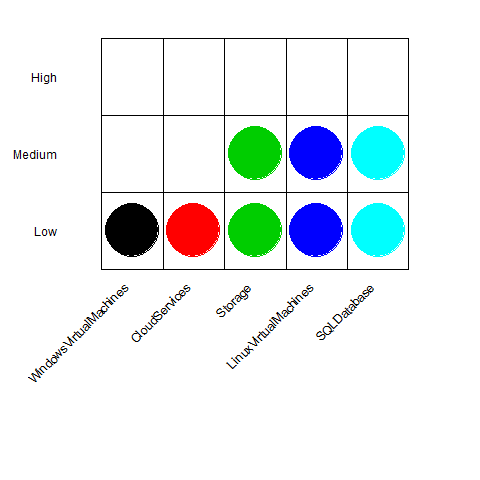 High
Medium
Low
WindowsVirtualMachines
CloudServices
Storage
LinuxVirtualMachines
SQLDatabase